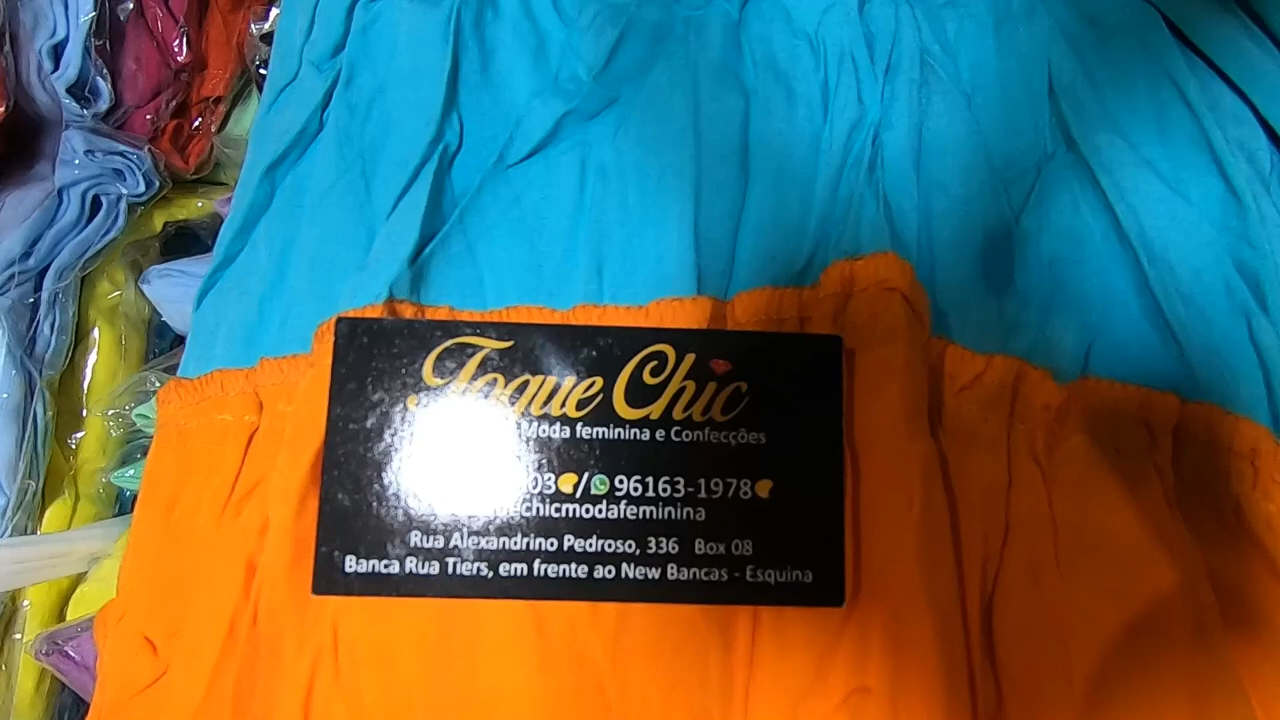 Toque Chic
Moda feminina e Confecções
03 / 96163-1978
echicmodafeminina
Rua Alexandrino Pedroso, 336 Box 08
Banca Rua Tiers, em frente ao New Bancas - Esquina